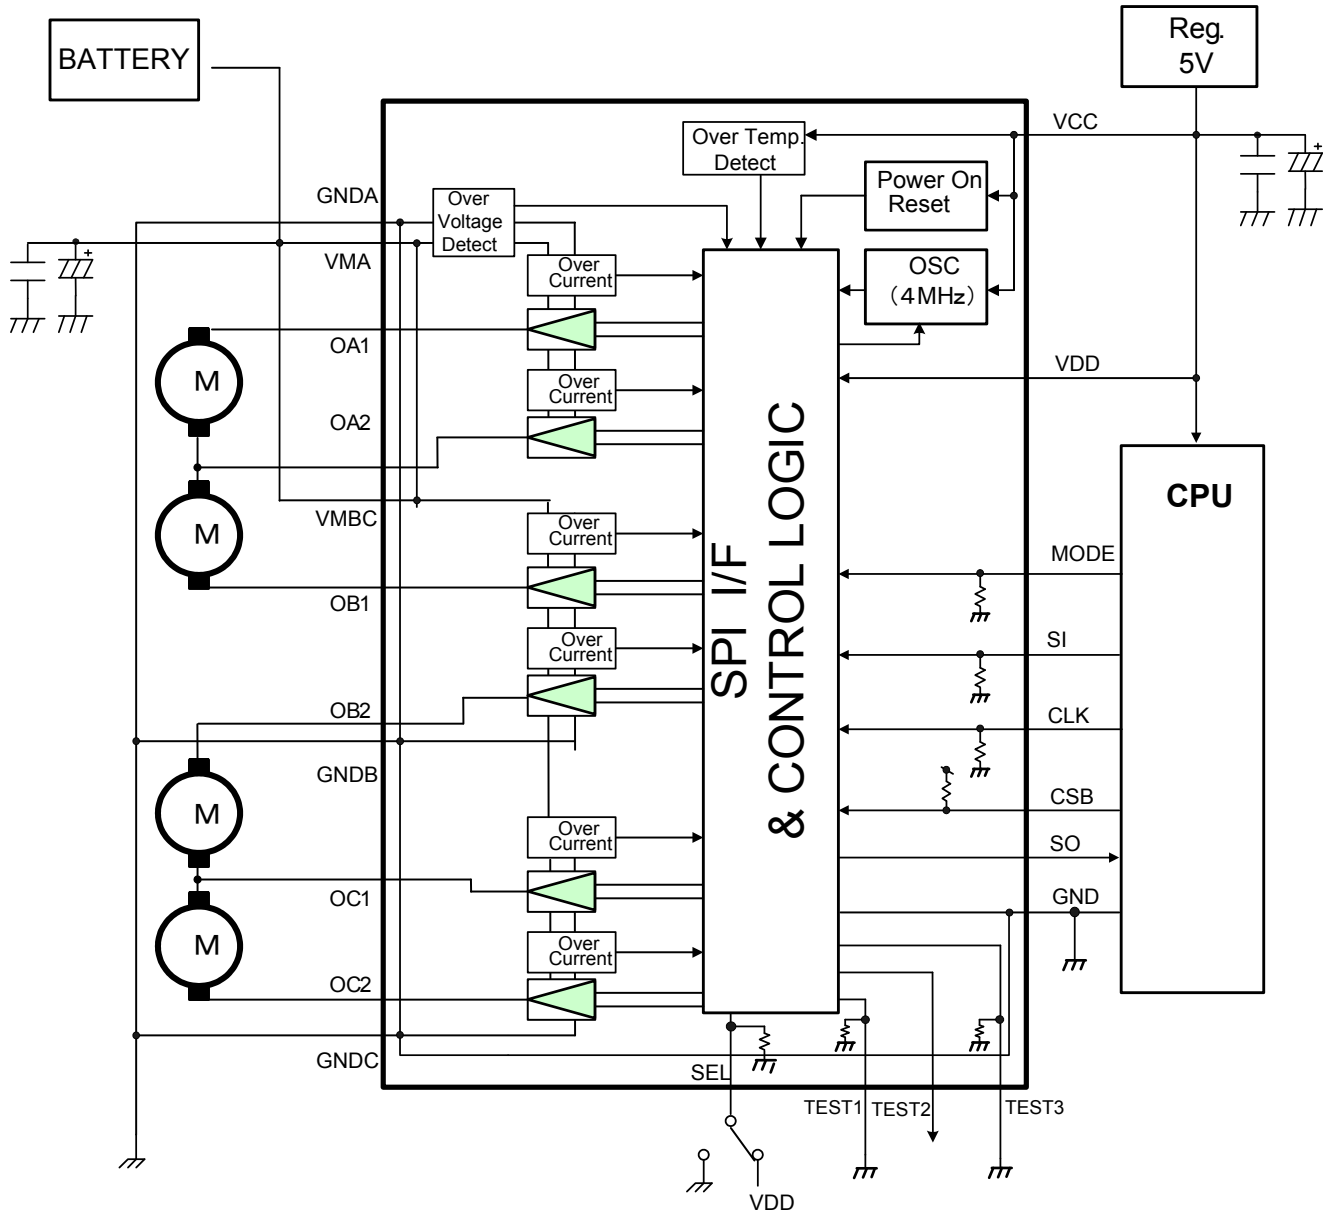 BATTERY
Reg.
5V
VCC
Over Temp.
Detect
Power On
Reset
GNDA
Over
Voltage
Detect
VMA
Over
Current
OSC
(4MHz)
OA1
M
VDD
Over
Current
OA2
CPU
M
VMBC
Over
Current
MODE
OB1
SPI I/F
& CONTROL LOGIC
Over
Current
SI
OB2
CLK
GNDB
M
CSB
Over
Current
SO
OC1
GND
M
Over
Current
OC2
GNDC
SEL
TEST1
TEST2
TEST3
VDD
+
+